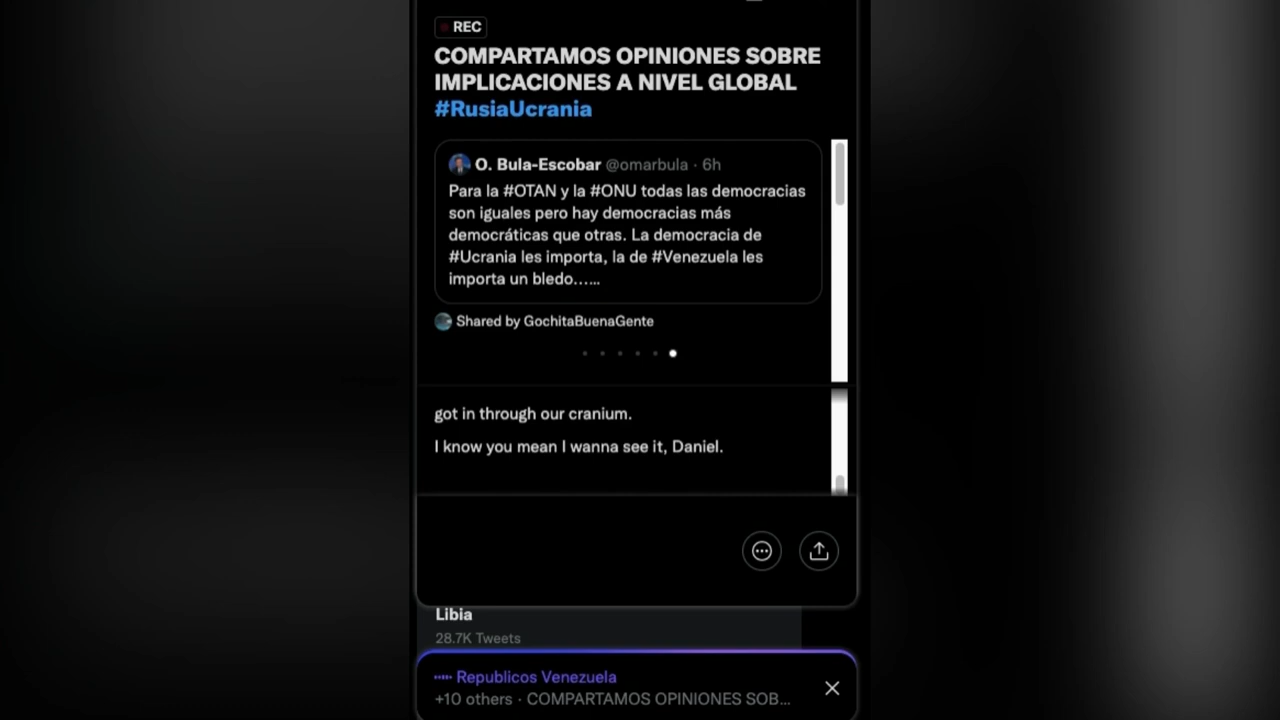 REC
COMPARTAMOS OPINIONES SOBRE
IMPLICACIONES A NIVEL GLOBAL
#RusiaUcrania
O. Bula-Escobar @omarbula · 6h
Para la #OTAN y la #ONU todas las democracias
son iguales pero hay democracias más
democráticas que otras. La democracia de
#Ucrania les importa, la de #Venezuela les
importa un bledo…...
Shared by GochitaBuenaGente
got in through our cranium.
I know you mean I wanna see it, Daniel.
Libia
28.7K Tweets
Republicos Venezuela
+10 others · COMPARTAMOS OPINIONES SOB...